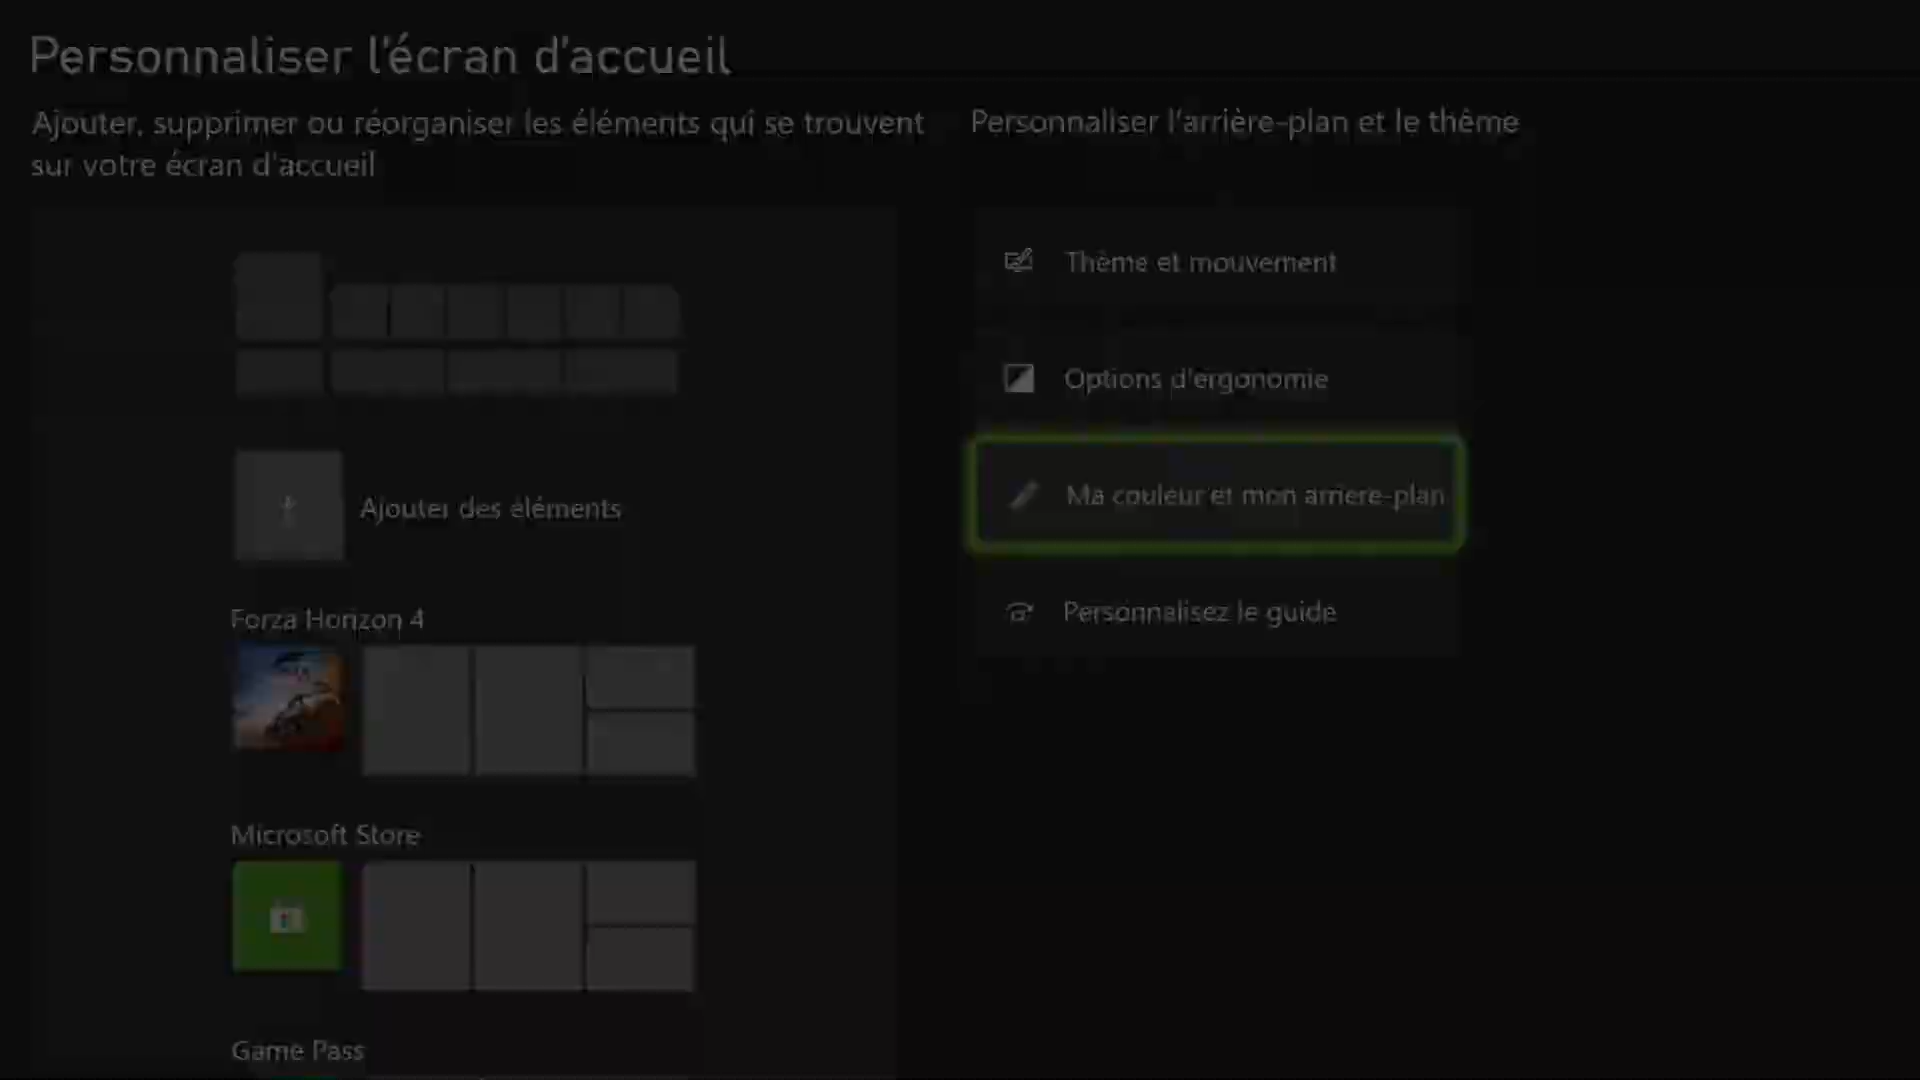 Personnaliser l'écran d'accueil
Ajouter, supprimer ou réorganiser les éléments qui se trouvent
sur votre écran d'accueil
Ajouter des éléments
Forza Horizon 4
Microsoft Store
Game Pass
Personnaliser l'arrière-plan et le thème
Thème et mouvement
Options d'ergonomie
Ma couleur et mon arrière-plan
Personnalisez le guide